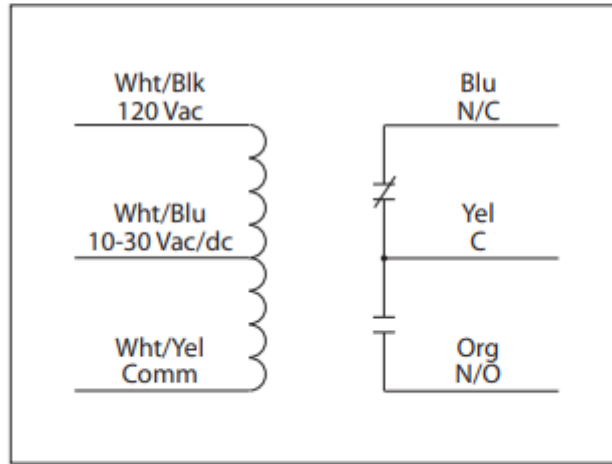 Wht/Blk
120 Vac
Wht/Blu
10-30 Vac/dc
Wht/Yel
Comm
Blu
N/C
Yel
C
Org
N/O